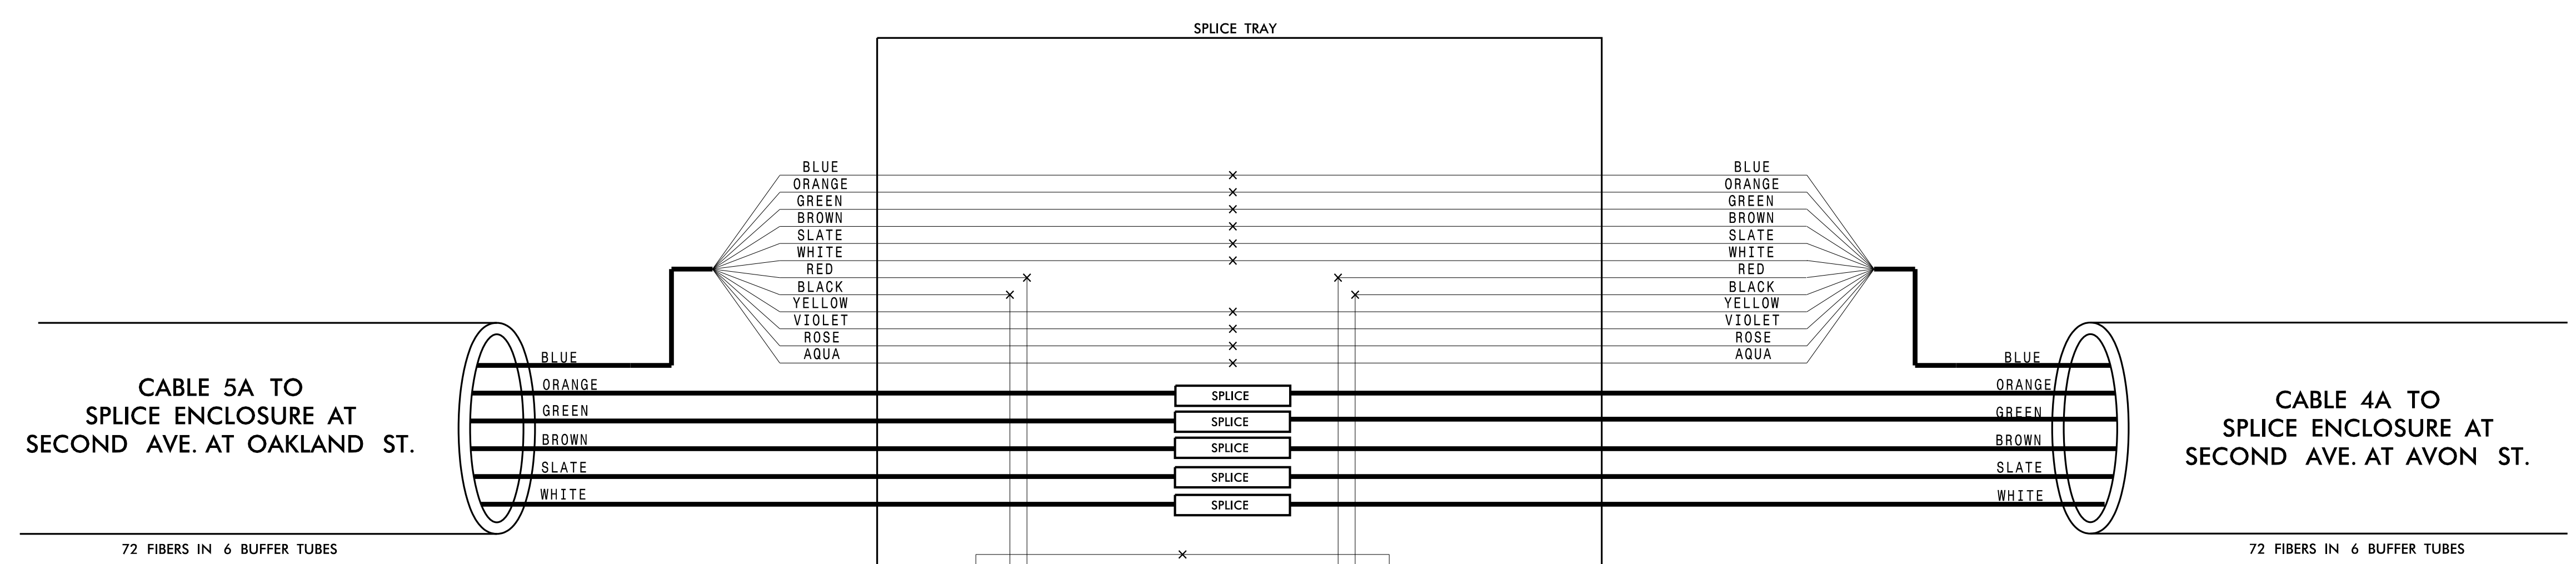 SPLICE TRAY
BLUE
ORANGE
GREEN
BROWN
SLATE
WHITE
RED
BLACK
YELLOW
VIOLET
ROSE
AQUA
BLUE
ORANGE
GREEN
BROWN
SLATE
WHITE
RED
BLACK
YELLOW
VIOLET
ROSE
AQUA
CABLE 5A TO
SPLICE ENCLOSURE AT
SECOND AVE. AT OAKLAND ST.
72 FIBERS IN 6 BUFFER TUBES
BLUE
ORANGE
GREEN
BROWN
SLATE
WHITE
SPLICE
SPLICE
SPLICE
SPLICE
SPLICE
BLUE
ORANGE
GREEN
BROWN
SLATE
WHITE
CABLE 4A TO
SPLICE ENCLOSURE AT
SECOND AVE. AT AVON ST.
72 FIBERS IN 6 BUFFER TUBES